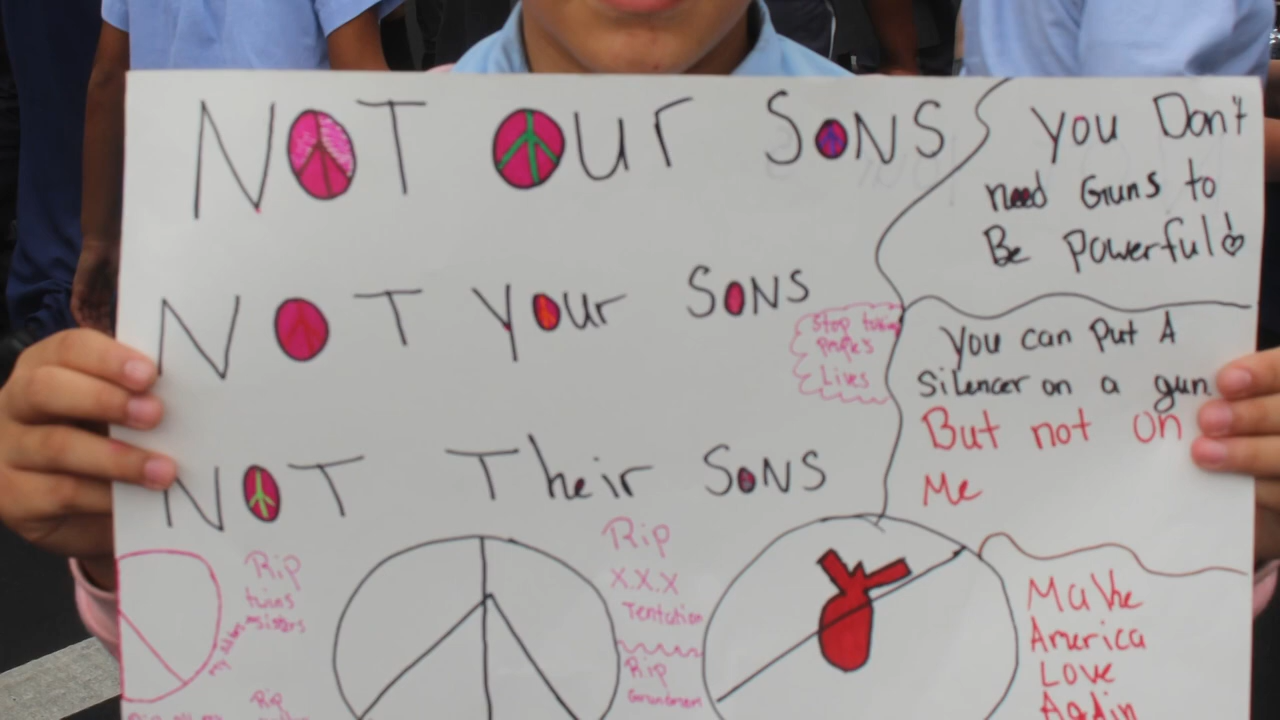 NOT Our SONS
NOT your SONS
NOT Their SONS
You Don't
need Guns to
Be Powerful!
Stop taking
People's
Lives
You can Put A
Silencer on a gun
But not on
Me
Rip
twins
sisters
Rip
X.X.X
Tentation
Rip
Make
America
Love
Again
Rip